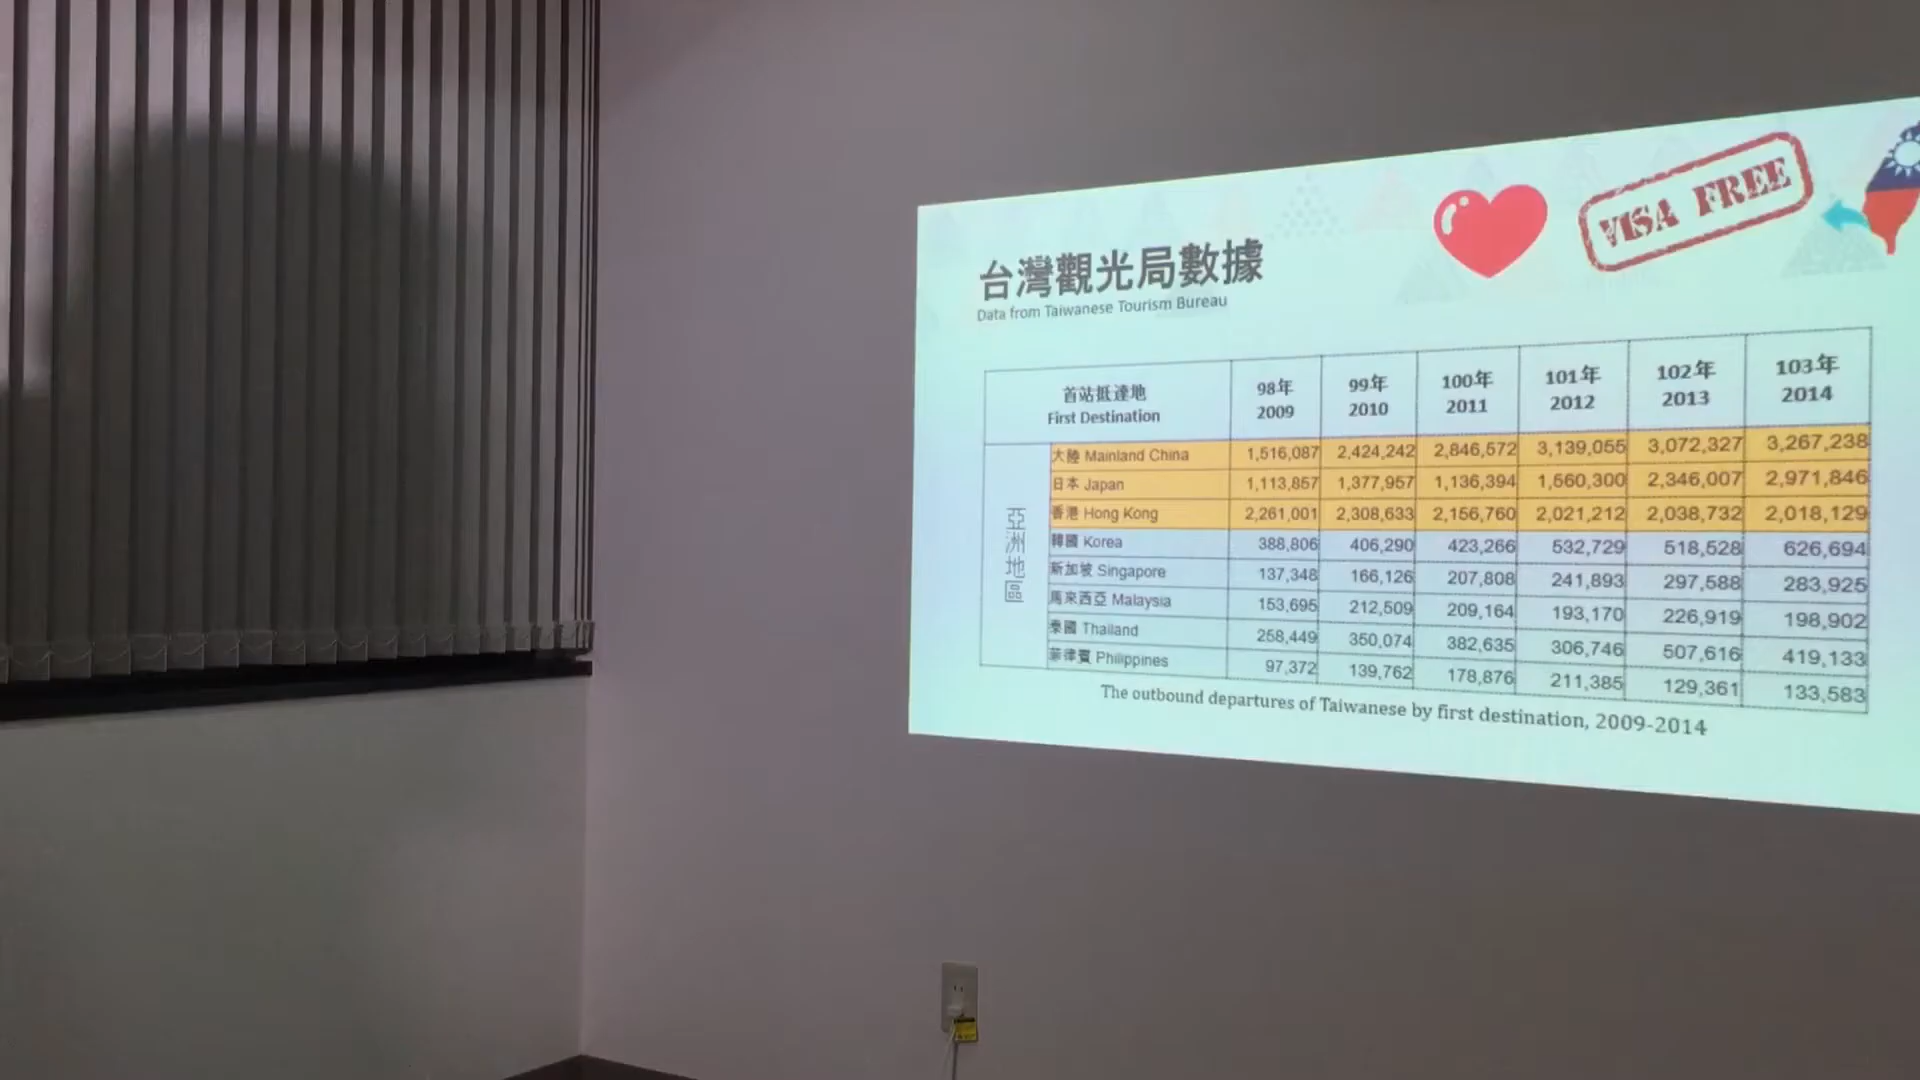 VISA FREE
台灣觀光局數據
Data from Taiwanese Tourism Bureau
首站抵達地 98年 99年 100年 101年 102年 103年
First Destination 2009 2010 2011 2012 2013 2014
亞洲地區
大陸 Mainland China 1,516,087 2,424,242 2,846,572 3,139,055 3,072,327 3,267,238
日本 Japan 1,113,857 1,377,957 1,136,394 1,560,300 2,346,007 2,971,846
香港 Hong Kong 2,261,001 2,308,633 2,156,760 2,021,212 2,038,732 2,018,129
韓國 Korea 388,806 406,290 423,266 532,729 518,528 626,694
新加坡 Singapore 137,348 166,126 207,808 241,893 297,588 283,925
馬來西亞 Malaysia 153,695 212,509 209,164 193,170 226,919 198,902
泰國 Thailand 258,449 350,074 382,635 306,746 507,616 419,133
菲律賓 Philippines 97,372 139,762 178,876 211,385 129,361 133,583
The outbound departures of Taiwanese by first destination, 2009-2014